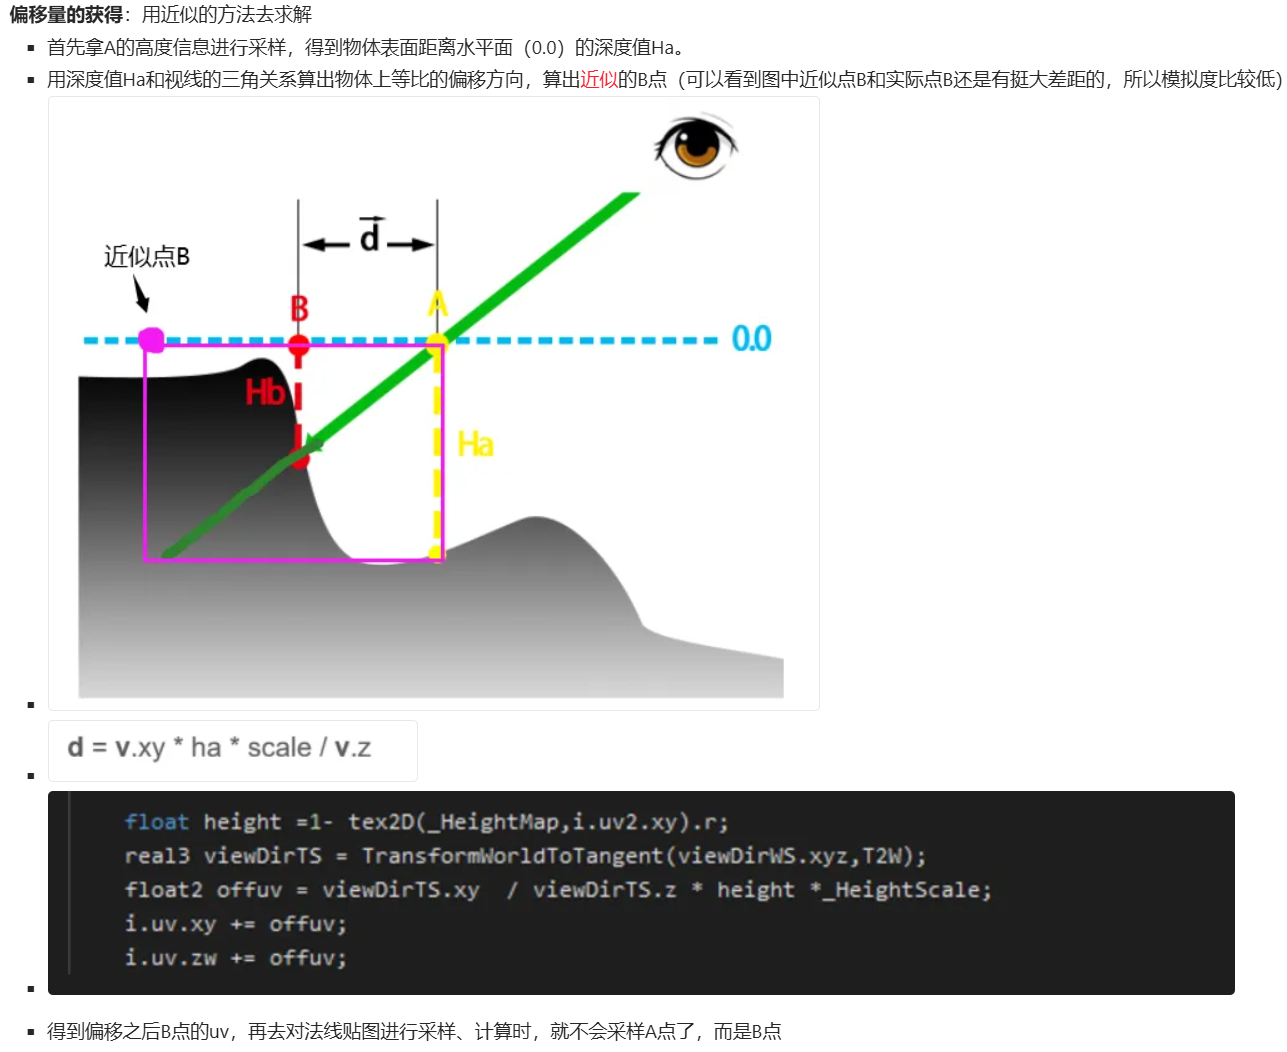 偏移量的获得：用近似的方法去求解
首先拿A的高度信息进行采样，得到物体表面距离水平面（0.0）的深度值Ha。
用深度值Ha和视线的三角关系算出物体上等比的偏移方向，算出近似的B点（可以看到图中近似点B和实际点B还是有挺大差距的，所以模拟度比较低)
d
近似点B
B
A
0.0
Hb
Ha
d = v.xy * ha * scale / v.z
float height =1- tex2D(_HeightMap,i.uv2.xy).r;
real3 viewDirTS = TransformWorldToTangent(viewDirWS.xyz,T2W);
float2 offuv = viewDirTS.xy / viewDirTS.z * height *_HeightScale;
i.uv.xy += offuv;
i.uv.zw += offuv;
得到偏移之后B点的uv，再去对法线贴图进行采样、计算时，就不会采样A点了，而是B点